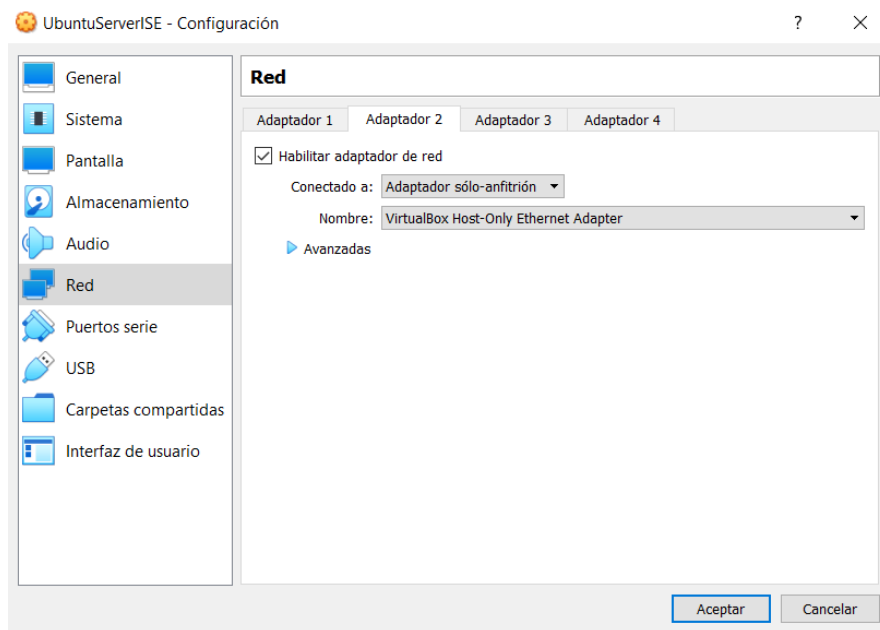 UbuntuServerISE - Configuración
?
General
Sistema
Pantalla
Almacenamiento
Audio
Red
Puertos serie
USB
Carpetas compartidas
Interfaz de usuario
Red
Adaptador 1 Adaptador 2 Adaptador 3 Adaptador 4
Habilitar adaptador de red
Conectado a: Adaptador sólo-anfitrión
Nombre: VirtualBox Host-Only Ethernet Adapter
Avanzadas
Aceptar Cancelar